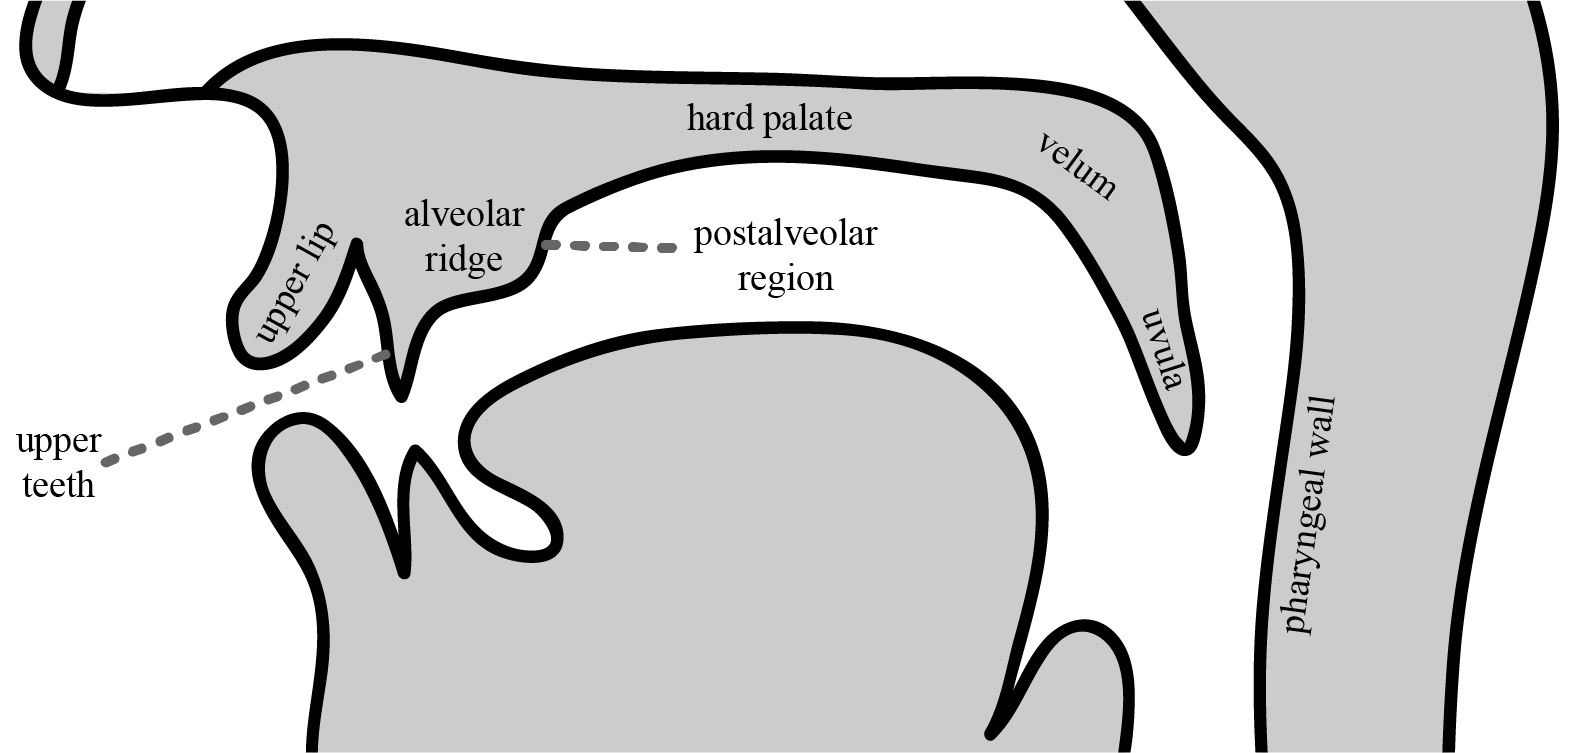 hard palate
velum
alveolar
ridge
postalveolar
region
upper lip
uvula
upper
teeth
pharyngeal wall